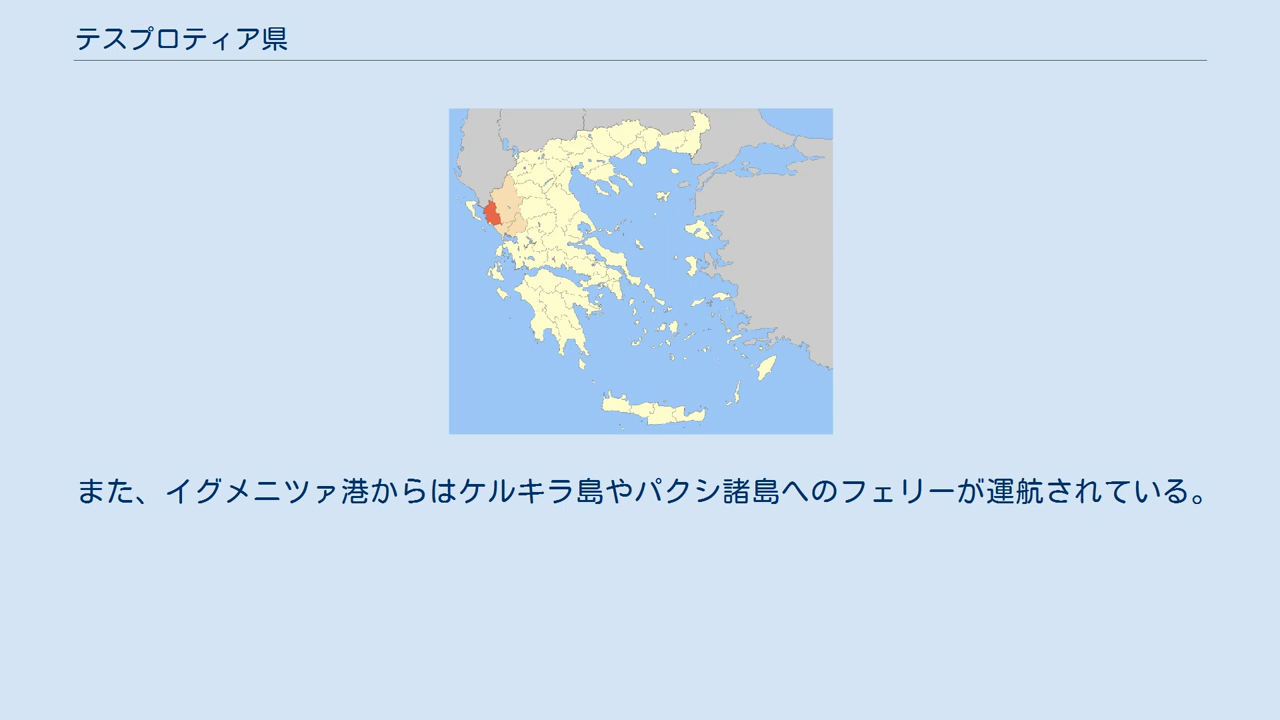 テスプロティア県
また、イグメニツァ港からはケルキラ島やパクシ諸島へのフェリーが運航されている。